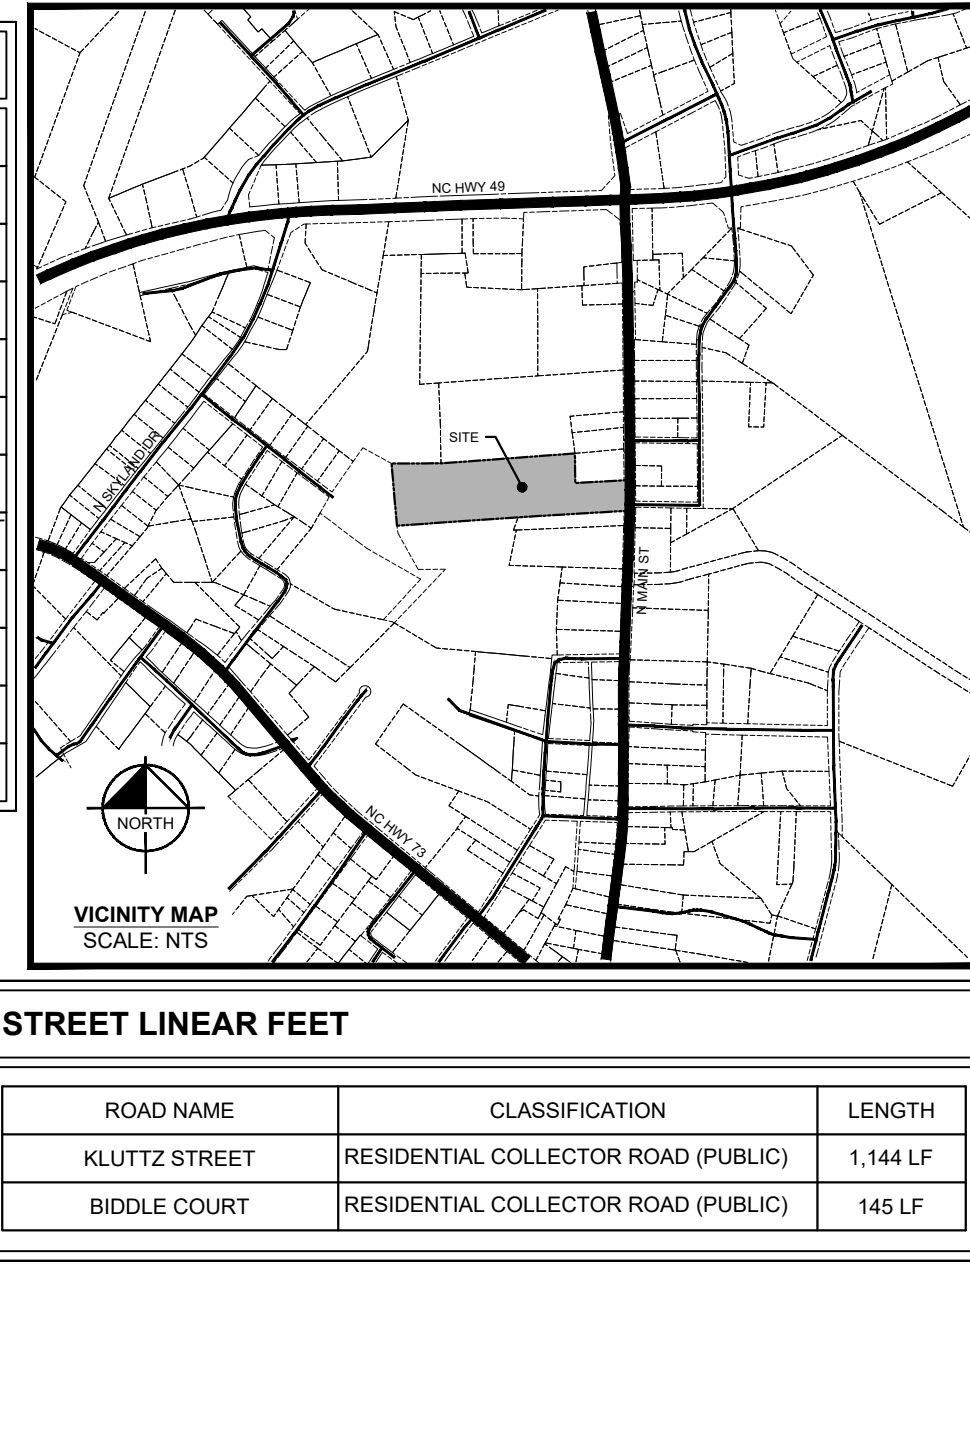 NC HWY 49
SITE
N SKYLAND DR
N MAIN ST
NC HWY 73
NORTH
VICINITY MAP
SCALE: NTS
STREET LINEAR FEET
ROAD NAME CLASSIFICATION LENGTH
KLUTTZ STREET RESIDENTIAL COLLECTOR ROAD (PUBLIC) 1,144 LF
BIDDLE COURT RESIDENTIAL COLLECTOR ROAD (PUBLIC) 145 LF